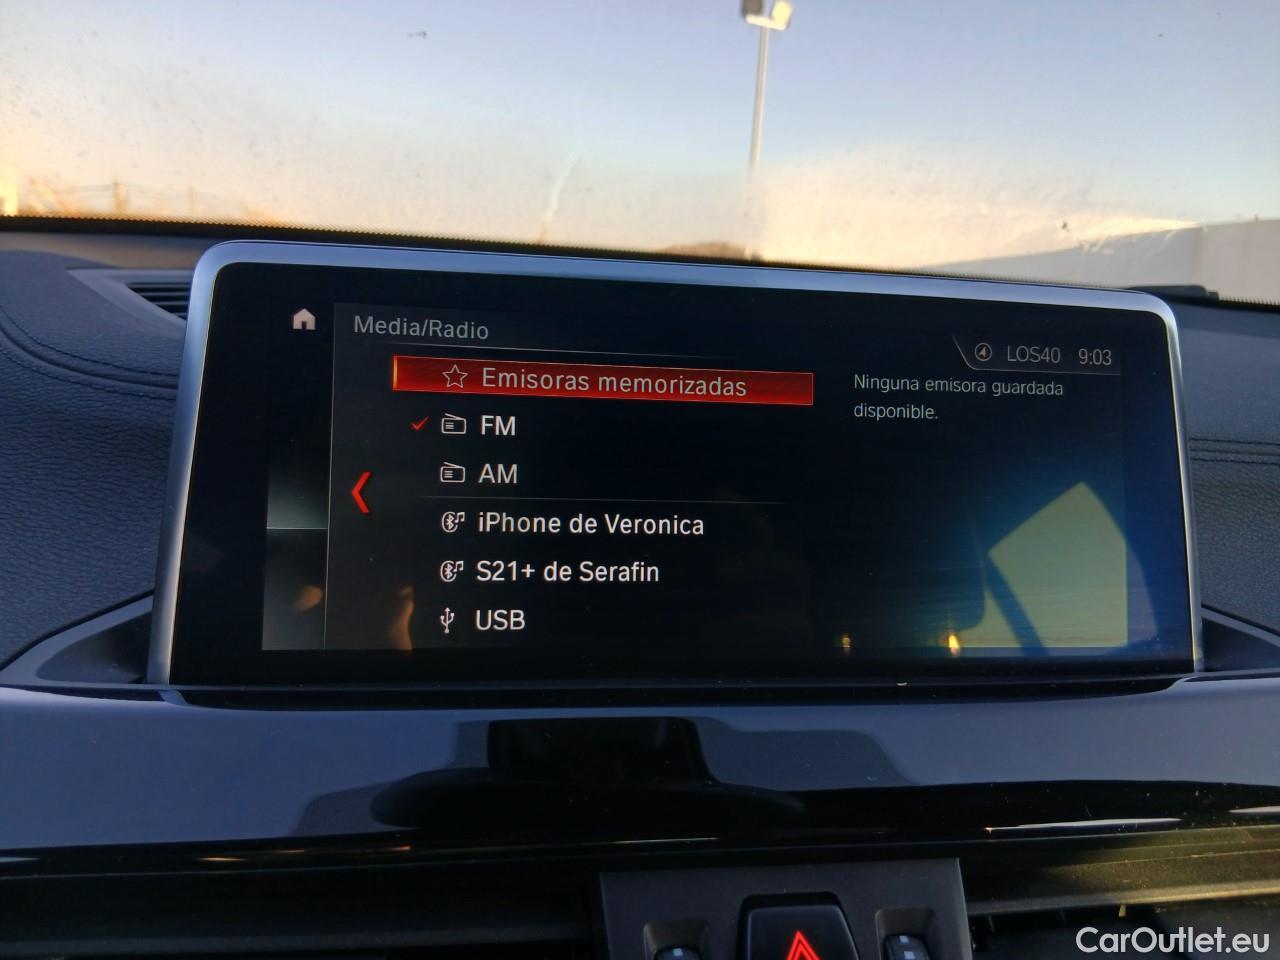 Media/Radio
LOS40 9:03
Emisoras memorizadas
Ninguna emisora guardada
disponible.
FM
AM
iPhone de Veronica
S21+ de Serafin
USB
CarOutlet.eu